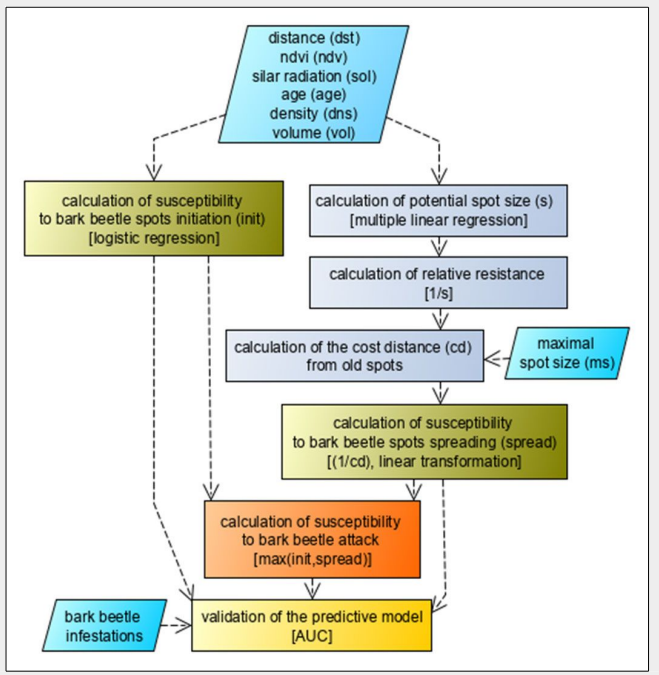 distance (dst)
ndvi (ndv)
silar radiation (sol)
age (age)
density (dns)
volume (vol)
calculation of susceptibility
to bark beetle spots initiation (init)
[logistic regression]
calculation of potential spot size (s)
[multiple linear regression]
calculation of relative resistance
[1/s]
calculation of the cost distance (cd)
from old spots
maximal
spot size (ms)
calculation of susceptibility
to bark beetle spots spreading (spread)
[(1/cd), linear transformation]
calculation of susceptibility
to bark beetle attack
[max(init,spread)]
bark beetle
infestations
validation of the predictive model
[AUC]